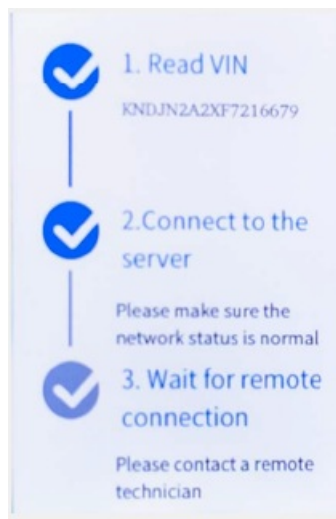 1. Read VIN
KNDJN2A2XF7216679
2.Connect to the
server
Please make sure the
network status is normal
3. Wait for remote
connection
Please contact a remote
technician